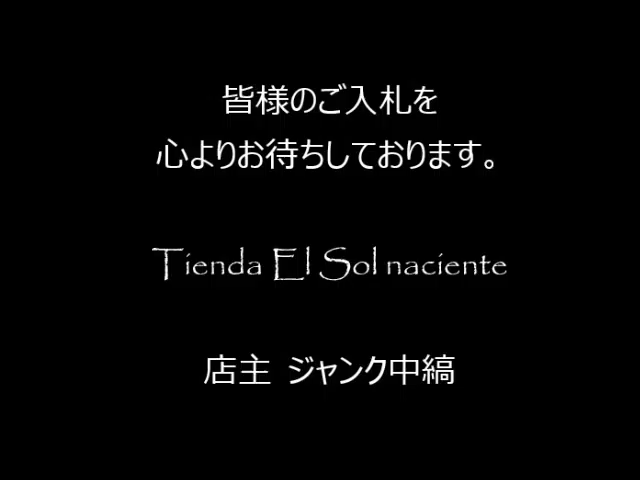 皆様のご入札を
心よりお待ちしております。
Tienda El Sol naciente
店主 ジャンク中縞